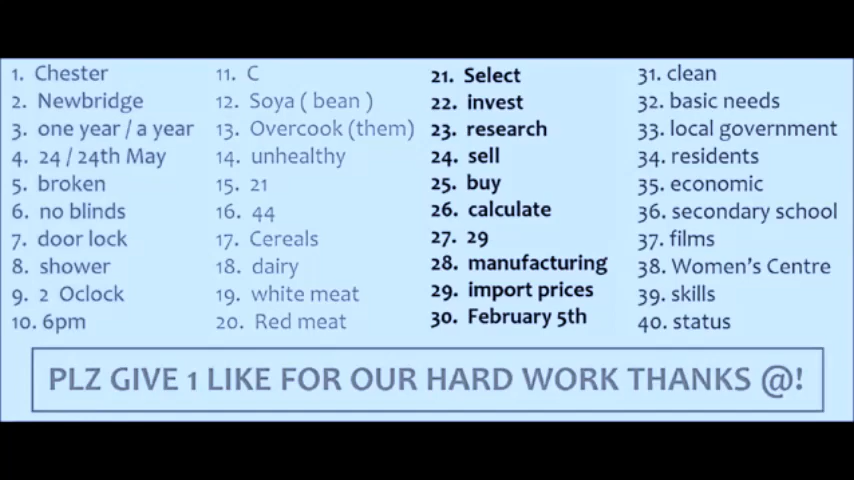 1. Chester
2. Newbridge
3. one year / a year
4. 24 / 24th May
5. broken
6. no blinds
7. door lock
8. shower
9. 2 Oclock
10. 6pm
11. C
12. Soya ( bean )
13. Overcook (them)
14. unhealthy
15. 21
16. 44
17. Cereals
18. dairy
19. white meat
20. Red meat
21. Select
22. invest
23. research
24. sell
25. buy
26. calculate
27. 29
28. manufacturing
29. import prices
30. February 5th
31. clean
32. basic needs
33. local government
34. residents
35. economic
36. secondary school
37. films
38. Women's Centre
39. skills
40. status
PLZ GIVE 1 LIKE FOR OUR HARD WORK THANKS @!